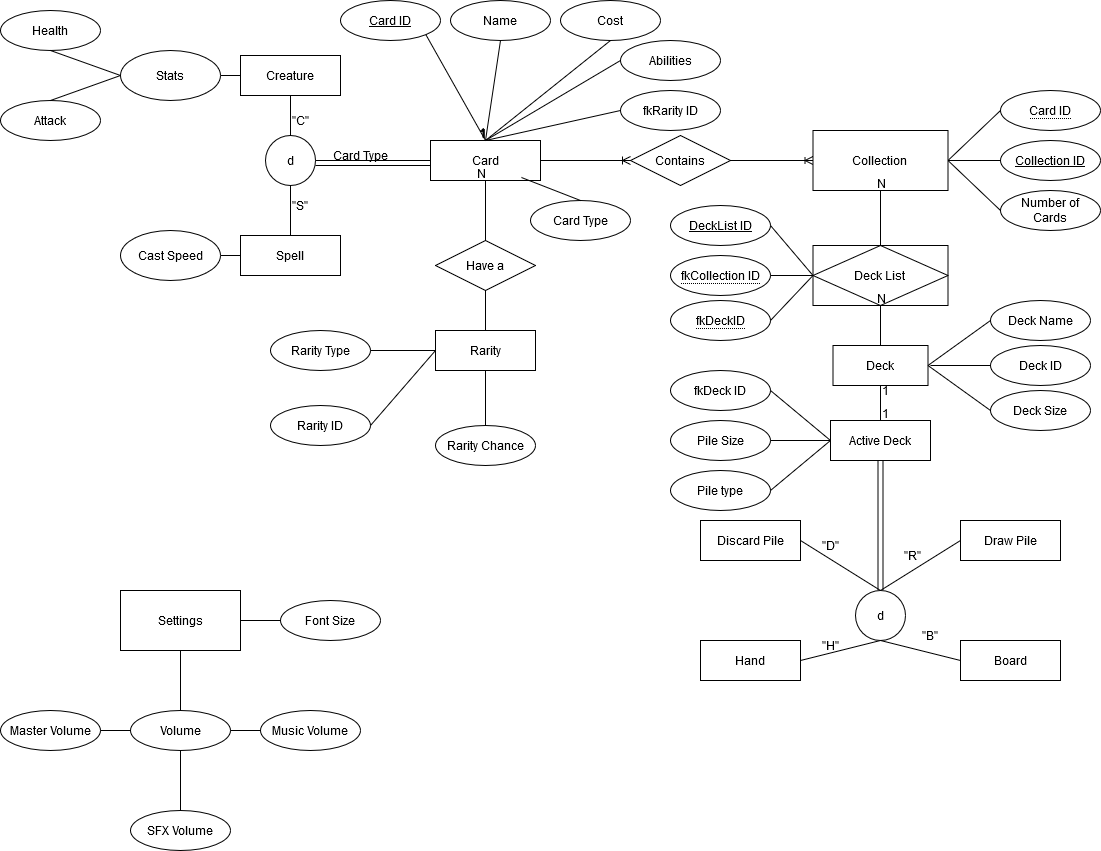 Card ID
Name
Cost
Health
Abilities
Stats
Creature
Attack
"C"
fkRarity ID
Card ID
1
d
Card Type
Card
N
Contains
Collection
N
Collection ID
"S"
Card Type
Number of
Cards
DeckList ID
Cast Speed
Spell
Have a
fkCollection ID
Deck List
N
fkDeckID
Deck Name
Rarity Type
Rarity
Deck
Deck ID
fkDeck ID
1
1
Deck Size
Rarity ID
Rarity Chance
Pile Size
Active Deck
Pile type
Discard Pile
"D"
"R"
Draw Pile
d
Settings
Font Size
Hand
"H"
"B"
Board
Master Volume
Volume
Music Volume
SFX Volume